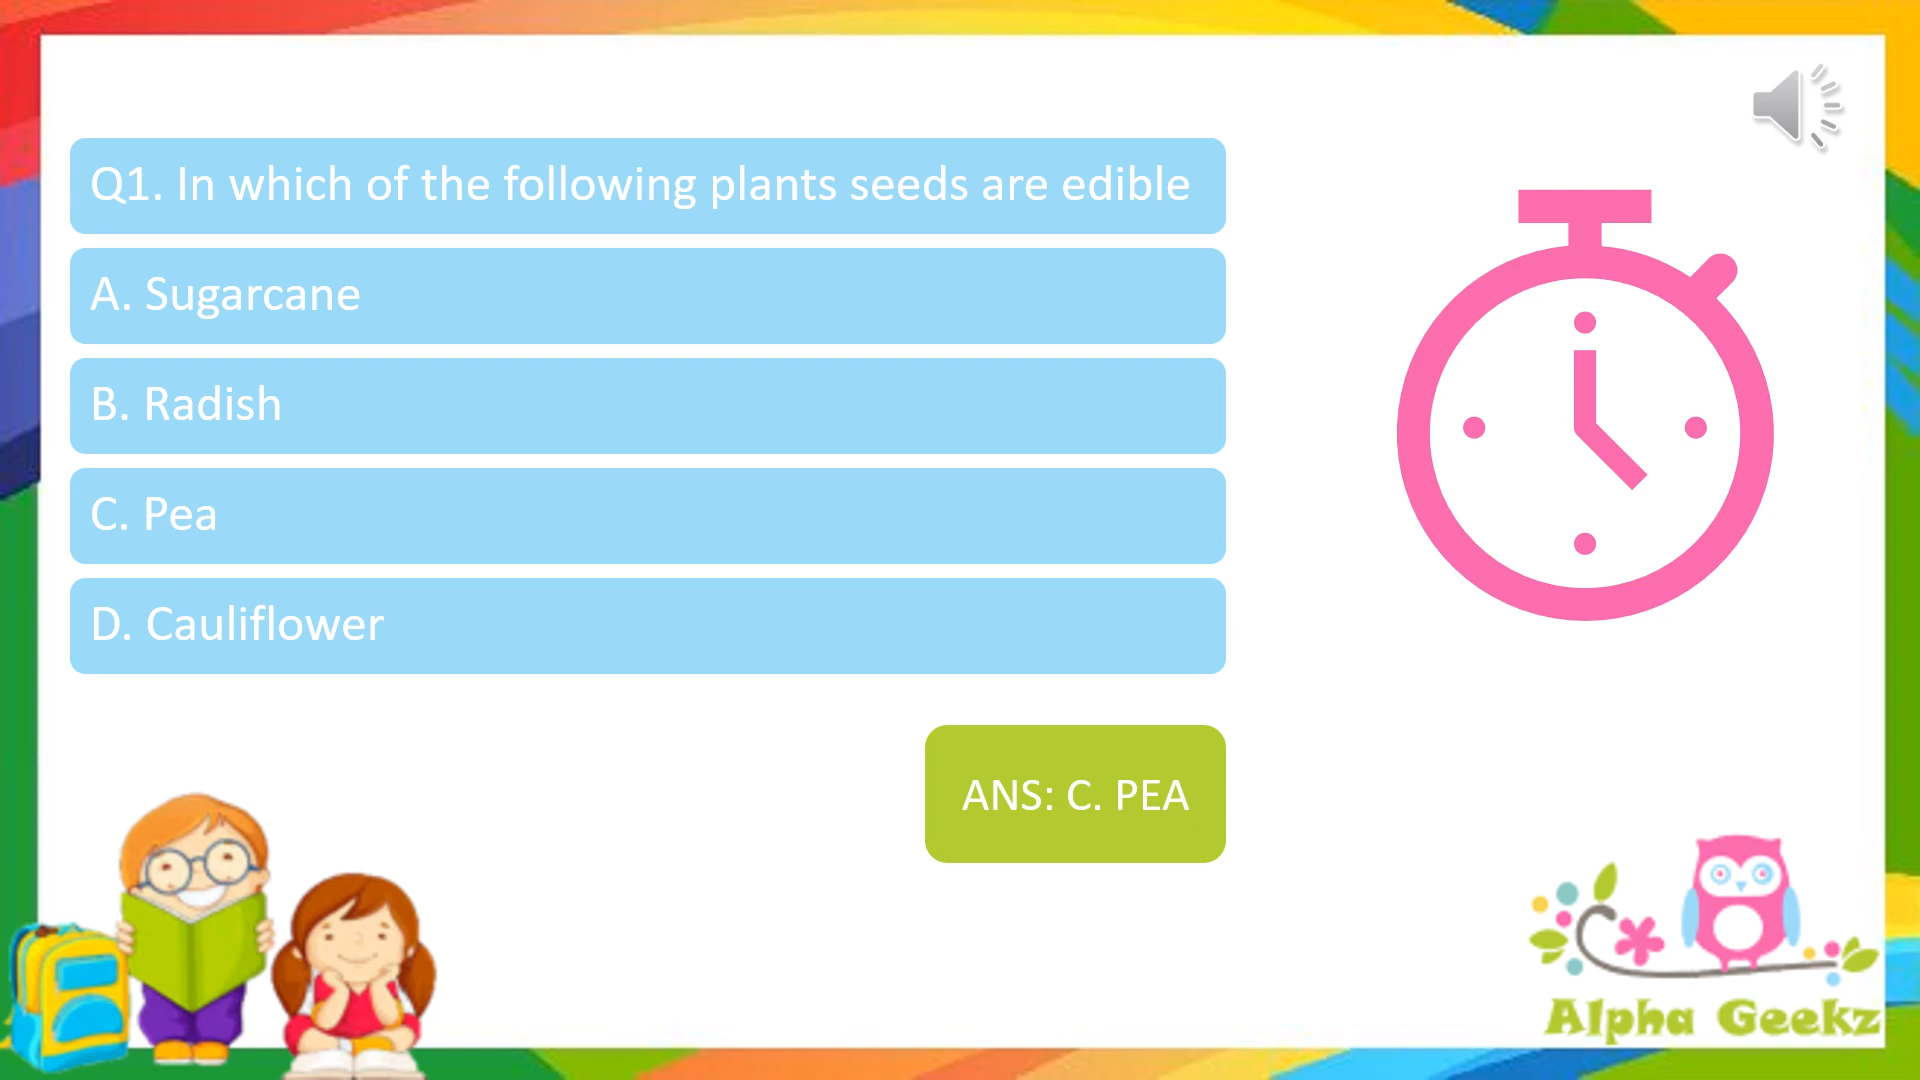 Q1. In which of the following plants seeds are edible
A. Sugarcane
B. Radish
C. Pea
D. Cauliflower
ANS: C. PEA
Alpha Geekz